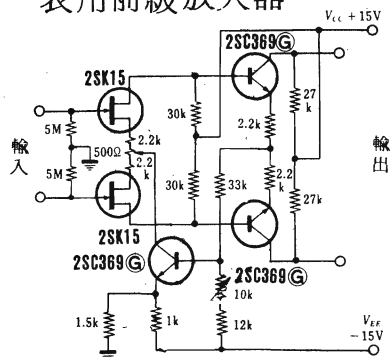 表用前級放大器
V_CC +15V
2SC369Ⓖ
2SK15
30k
27k
5M
2.2k
2.2k
500Ω
輸入
輸出
5M
2.2k
30k
33k
2.2k
27k
2SK15
2SC369Ⓖ
2SC369Ⓖ
10k
1.5k
1k
12k
V_EE
-15V